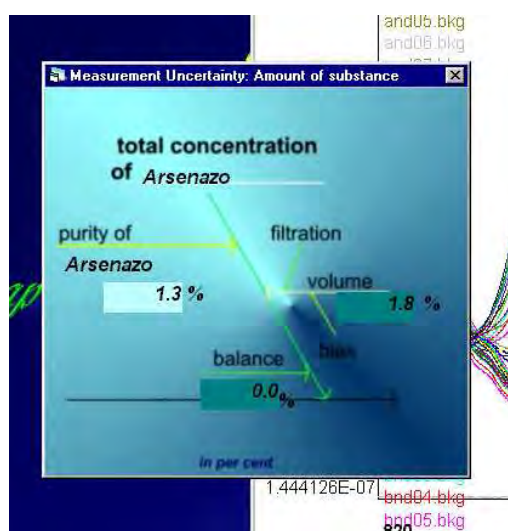 and05.bkg
and06.bkg
Measurement Uncertainty: Amount of substance
total concentration
of Arsenazo
purity of
filtration
Arsenazo
volume
1.3 %
1.8 %
bias
balance
0.0 %
in per cent
1.444126E-07
bnd04.bkg
bnd05.bkg